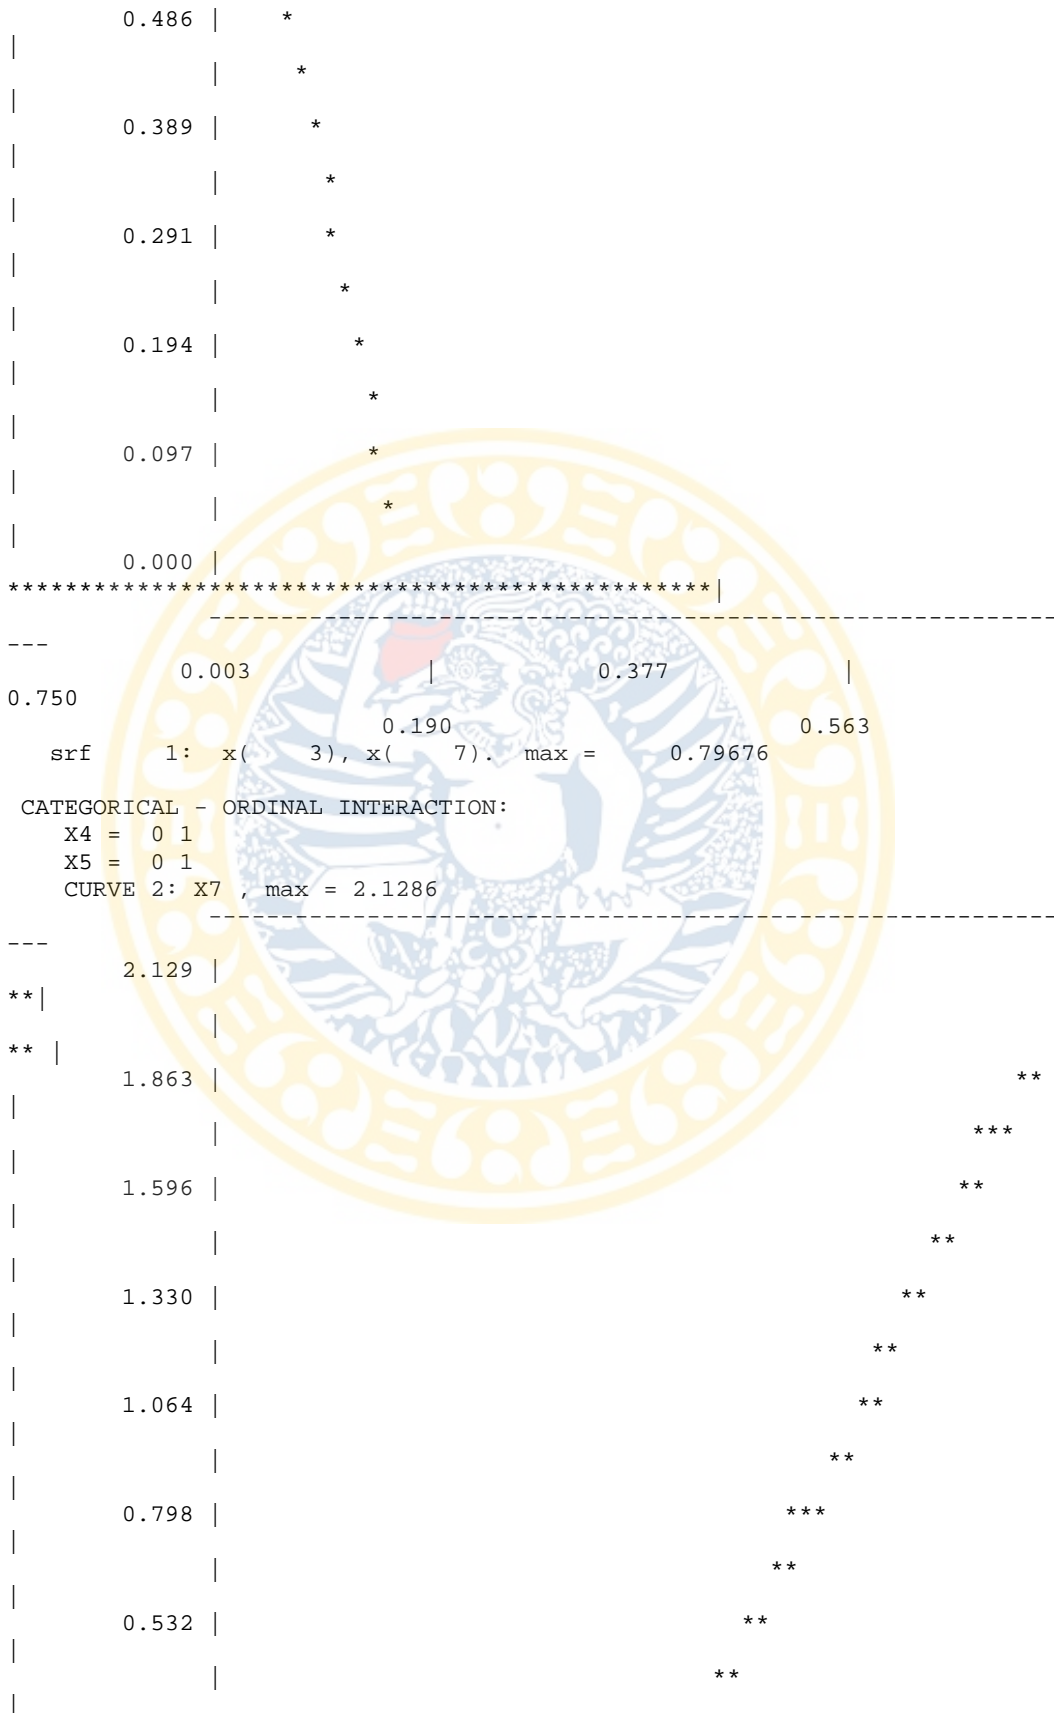 0.486 |    *
|
|     *
|
0.389 |      *
|
|       *
|
0.291 |       *
|
|        *
|
0.194 |         *
|
|          *
|
0.097 |          *
|
|           *
|
0.000 |
*************************************************|
-----------------------------------------------------------
---
0.003            |           0.377            |
0.750
0.190                        0.563
srf     1:  x(    3), x(    7).  max =     0.79676
CATEGORICAL - ORDINAL INTERACTION:
X4 =  0 1
X5 =  0 1
CURVE 2: X7 , max = 2.1286
-----------------------------------------------------------
---
2.129 |
**|
|
** |
1.863 |                                                       **
|
|                                                    ***
|
1.596 |                                                   **
|
|                                                 **
|
1.330 |                                               **
|
|                                             **
|
1.064 |                                            **
|
|                                          **
|
0.798 |                                       ***
|
|                                      **
|
0.532 |                                    **
|
|                                  **
|